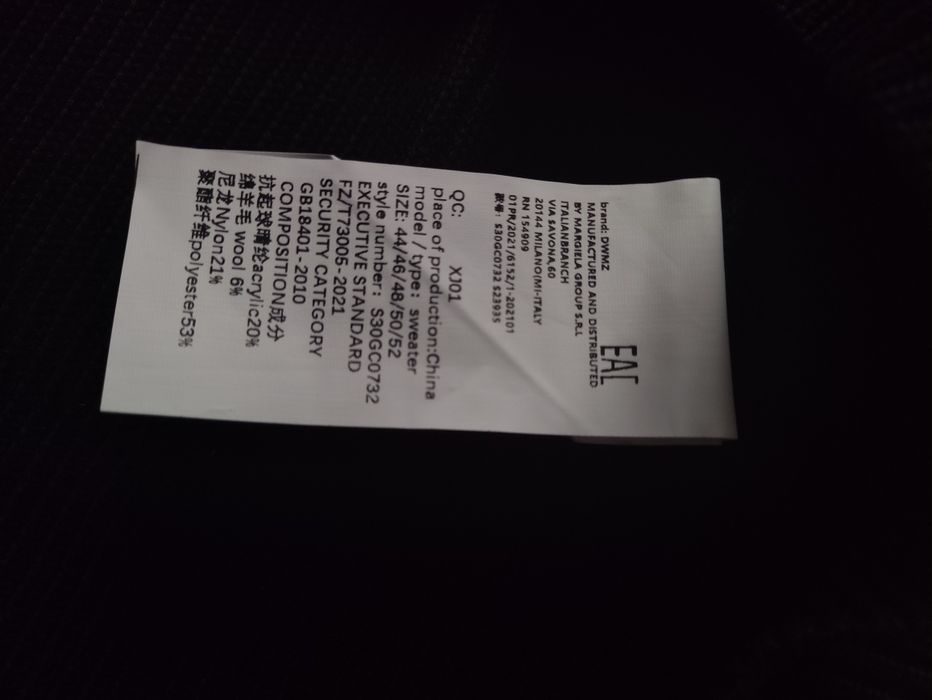 EAC
brand: DWMZ
MANUFACTURED AND DISTRIBUTED
BY MARGIELA GROUP S.R.L
ITALIANBRANCH
VIA SAVONA,60
20144 MILANO(MI-ITALY
RN 154909
01PR/2021/6152/1-202101
款号: S30GC0732 S23935
QC: XJ01
place of production:China
model / type: sweater
SIZE: 44/46/48/50/52
style number: S30GC0732
EXECUTIVE STANDARD
FZ/T73005-2021
SECURITY CATEGORY
GB18401-2010
COMPOSITION成分
抗起球腈纶acrylic20%
绵羊毛 wool 6%
尼龙Nylon21%
聚酯纤维polyester53%